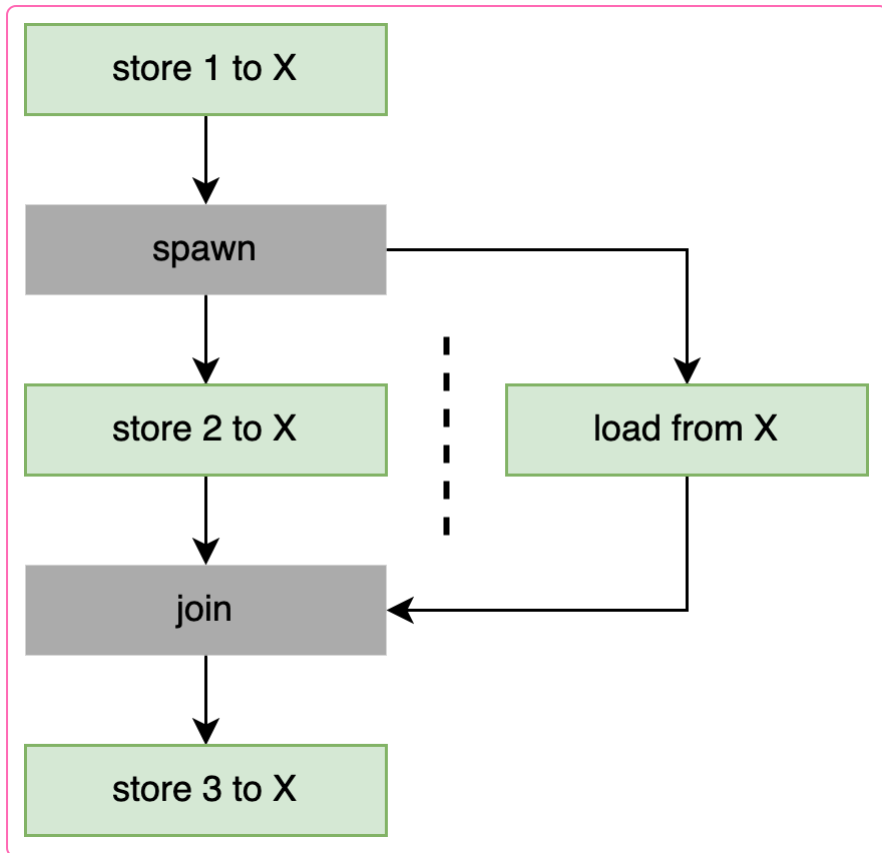 store 1 to X
spawn
store 2 to X
load from X
join
store 3 to X